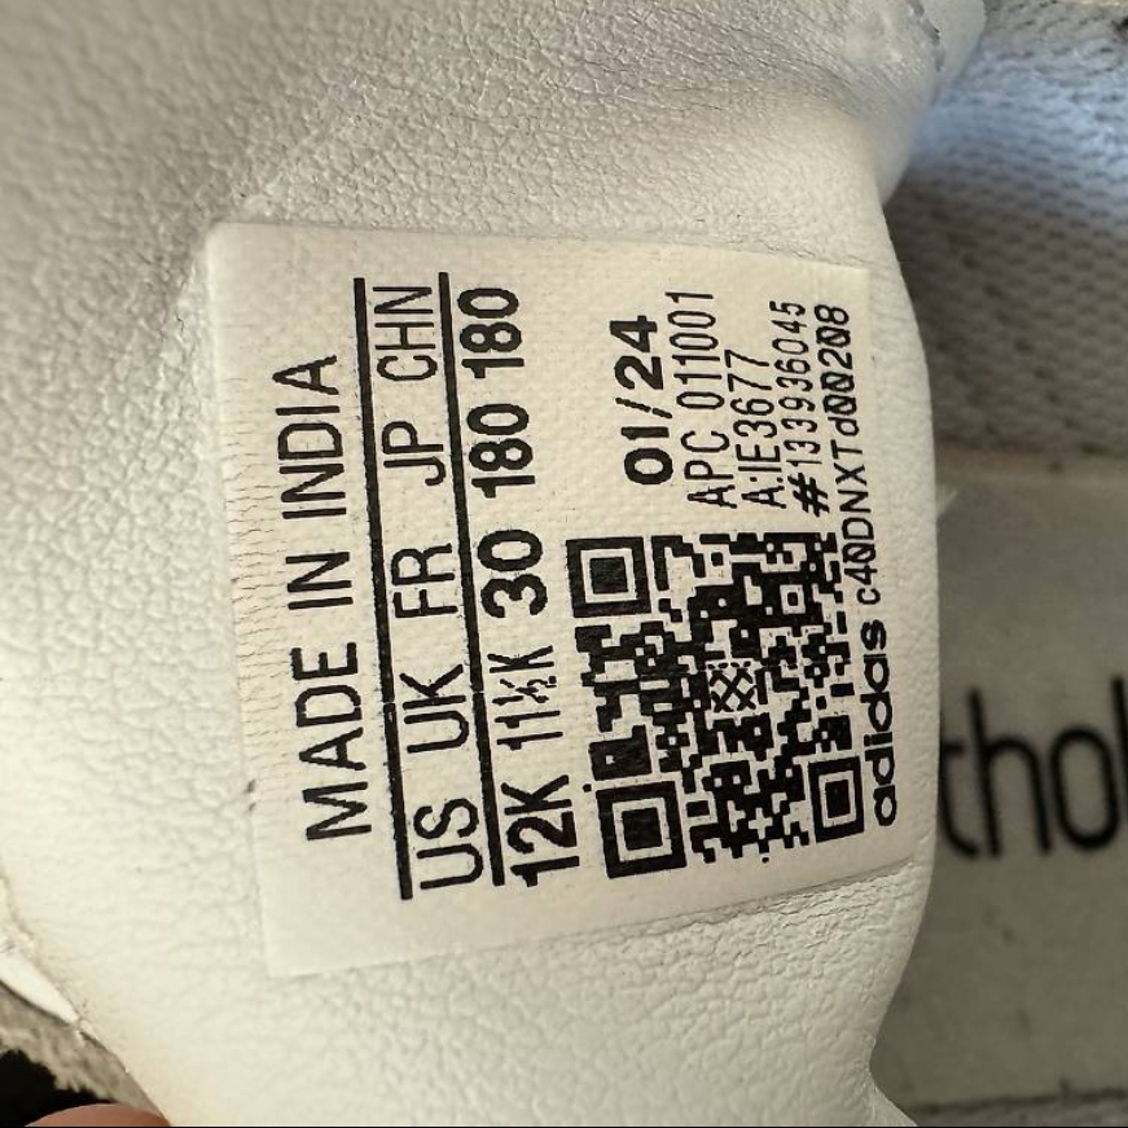 MADE IN INDIA
US UK FR JP CHN
12K 11½K 30 180 180
01/24
APC 011001
A:IE3677
#133936045
adidas c40DNXTd00208